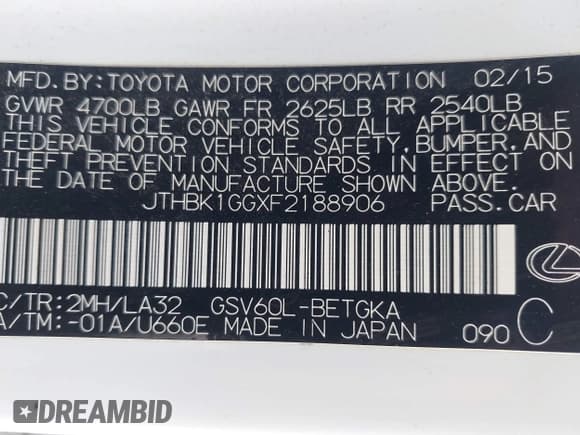 MFD. BY: TOYOTA MOTOR CORPORATION 02/15
GVWR 4700LB GAWR FR 2625LB RR 2540LB
THIS VEHICLE CONFORMS TO ALL APPLICABLE
FEDERAL MOTOR VEHICLE SAFETY, BUMPER, AND
THEFT PREVENTION STANDARDS IN EFFECT ON
THE DATE OF MANUFACTURE SHOWN ABOVE.
JTHBK1GGXF2188906 PASS. CAR
C/TR: 2MH/LA32 GSV60L-BETGKA
A/TM: -01A/U660E MADE IN JAPAN 090 C
DREAMBID